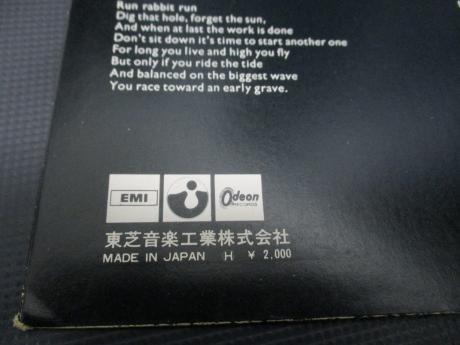 Run rabbit run
Dig that hole, forget the sun,
And when at last the work is done
Don't sit down it's time to start another one
For long you live and high you fly
But only if you ride the tide
And balanced on the biggest wave
You race toward an early grave.
EMI
Odeon
RECORDS
東芝音楽工業株式会社
MADE IN JAPAN H ¥ 2,000